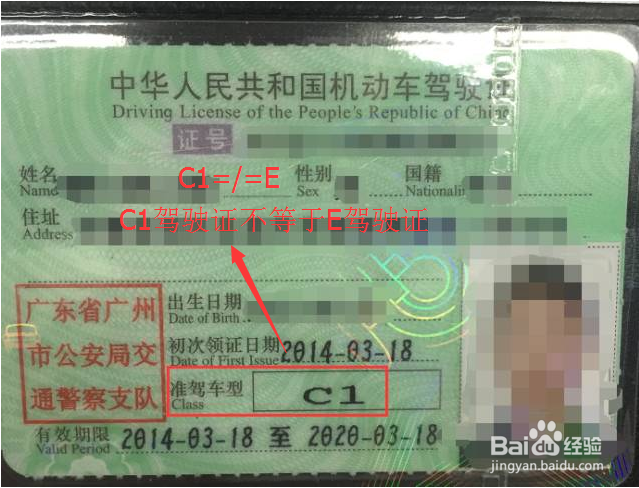 中华人民共和国机动车驾驶证
Driving License of the People's Republic of China
证号
姓名
Name
性别
Sex
国籍
Nationality
C1=/=E
C1驾驶证不等于E驾驶证
住址
Address
广东省广州
市公安局交
通警察支队
出生日期
Date of Birth
初次领证日期
Date of First Issue
2014-03-18
准驾车型
Class
C1
有效期限
Valid Period
2014-03-18 至 2020-03-18
Baidu经验
jingyan.baidu.com